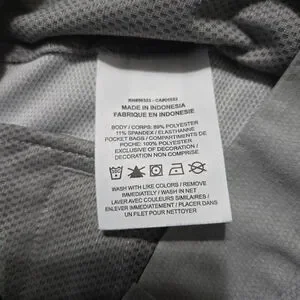 MADE IN INDONESIA
FABRIQUE EN INDONESIE
BODY / CORPS: 89% POLYESTER
11% SPANDEX / ELASTHANNE
POCKET BAGS / COMPARTIMENTS DE
POCHE: 100% POLYESTER
EXCLUSIVE OF DECORATION /
DECORATION NON COMPRISE
WASH WITH LIKE COLORS / REMOVE
IMMEDIATELY / WASH IN NET
LAVER AVEC COULEURS SIMILAIRES /
ENLEVER IMMEDIATEMENT / PLACER DANS
UN FILET POUR NETTOYER